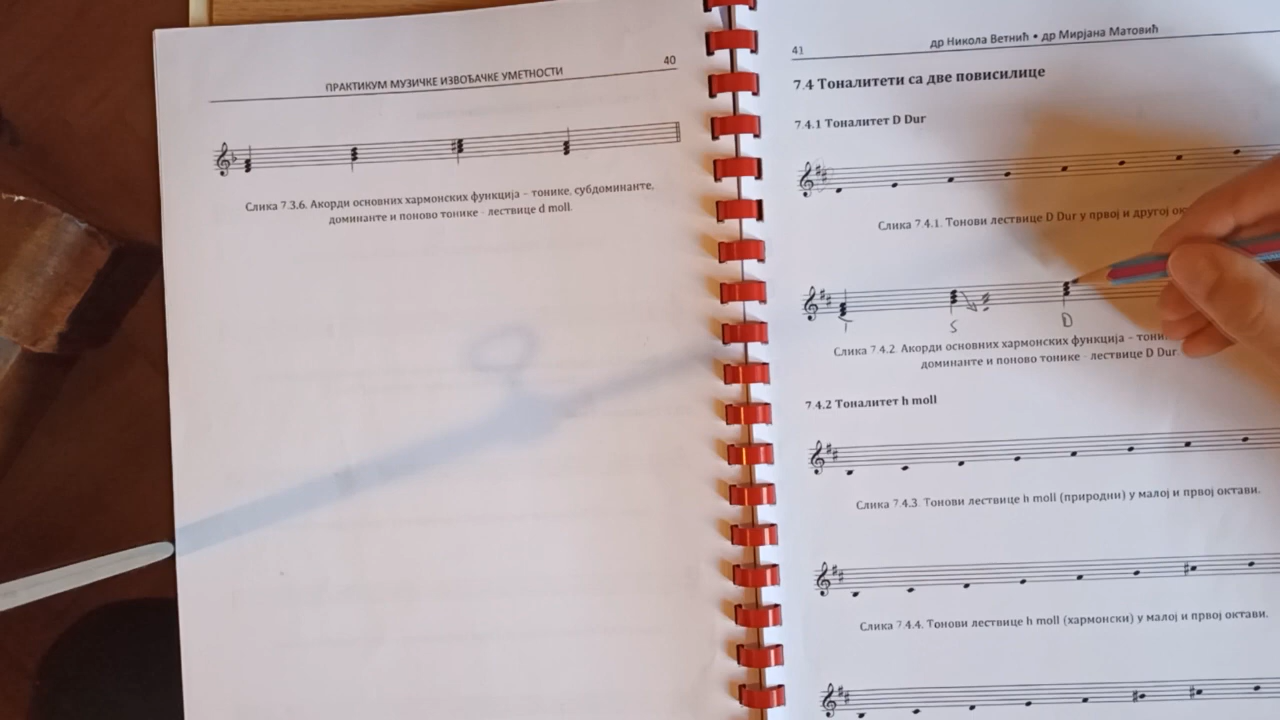 ПРАКТИКУМ МУЗИЧКЕ ИЗВОЂАЧКЕ УМЕТНОСТИ 40
Слика 7.3.6. Акорди основних хармонских функција – тонике, субдоминанте,
доминанте и поново тонике - лествице d moll.
41 др Никола Ветнић • др Мирјана Матовић
7.4 Тоналитети са две повисилице
7.4.1 Тоналитет D Dur
Слика 7.4.1. Тонови лествице D Dur у првој и другој
T S D
Слика 7.4.2. Акорди основних хармонских функција –
доминанте и поново тонике - лествице D Dur
7.4.2 Тоналитет h moll
Слика 7.4.3. Тонови лествице h moll (природни) у малој и првој октави.
Слика 7.4.4. Тонови лествице h moll (хармонски) у малој и првој октави.